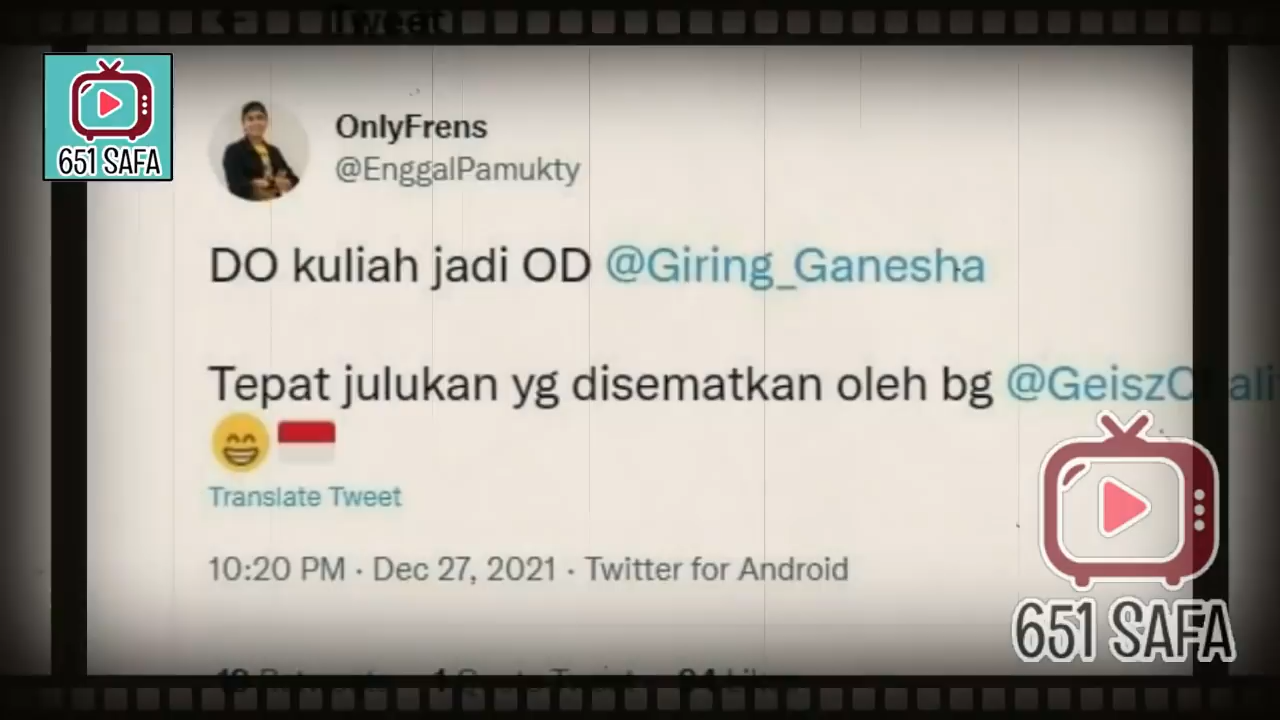 Tweet
651 SAFA
OnlyFrens
@EnggalPamukty
DO kuliah jadi OD @Giring_Ganesha
Tepat julukan yg disematkan oleh bg
Translate Tweet
10:20 PM · Dec 27, 2021 · Twitter for Android
651 SAFA